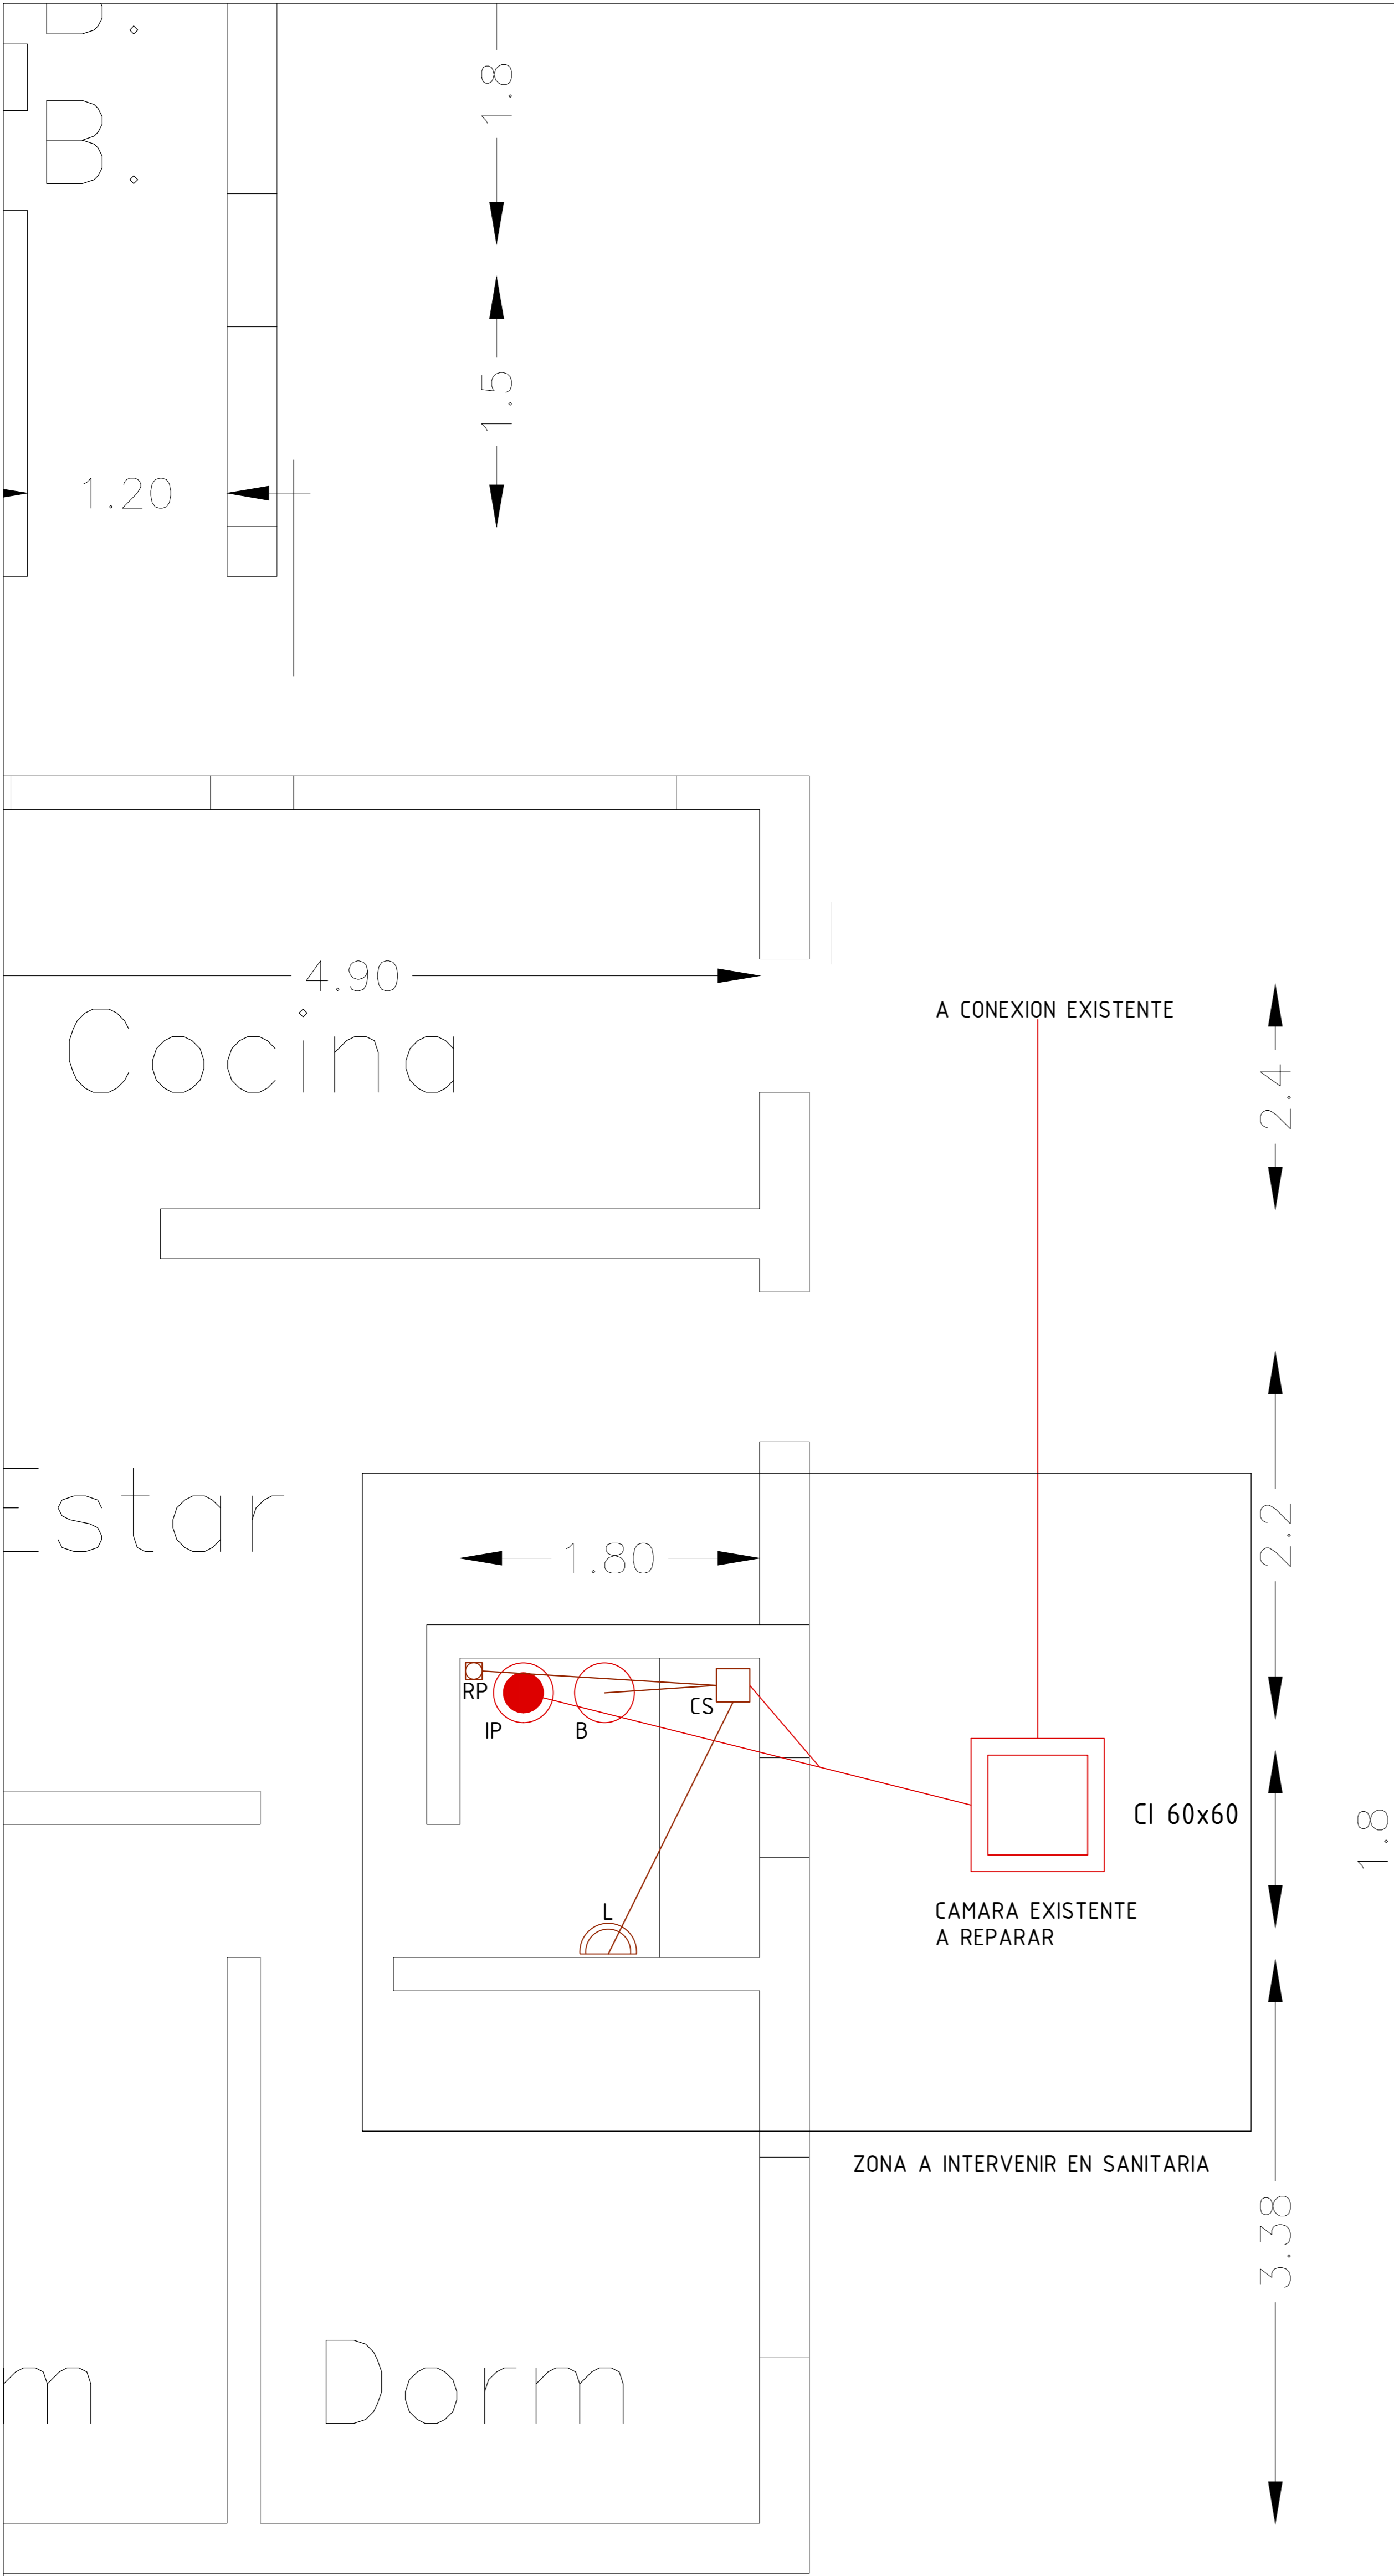 B.
1.8
1.5
1.20
4.90
Cocina
A CONEXION EXISTENTE
2.4
Estar
2.2
1.80
RP
IP
B
CS
CI 60x60
1.8
L
CAMARA EXISTENTE
A REPARAR
ZONA A INTERVENIR EN SANITARIA
3.38
m
Dorm